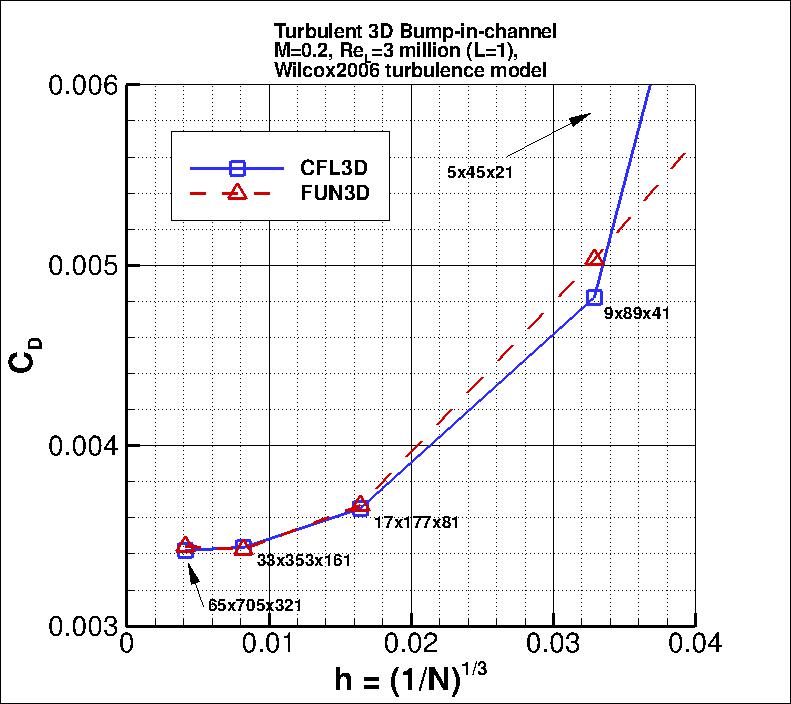 Turbulent 3D Bump-in-channel
M=0.2, Re_L=3 million (L=1),
Wilcox2006 turbulence model
0.006
5x45x21
CFL3D
FUN3D
0.005
9x89x41
C_D
0.004
17x177x81
33x353x161
65x705x321
0.003
0 0.01 0.02 0.03 0.04
h = (1/N)^1/3